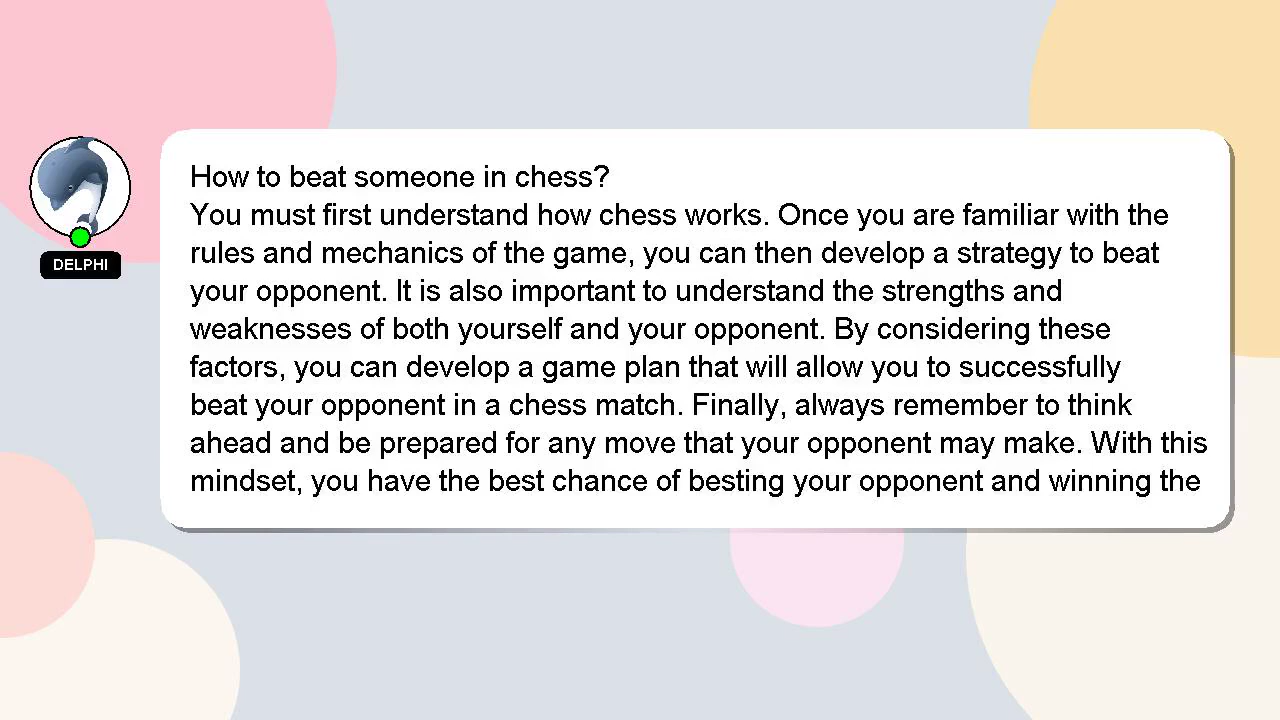 How to beat someone in chess?
You must first understand how chess works. Once you are familiar with the
rules and mechanics of the game, you can then develop a strategy to beat
your opponent. It is also important to understand the strengths and
weaknesses of both yourself and your opponent. By considering these
factors, you can develop a game plan that will allow you to successfully
beat your opponent in a chess match. Finally, always remember to think
ahead and be prepared for any move that your opponent may make. With this
mindset, you have the best chance of besting your opponent and winning the
DELPHI